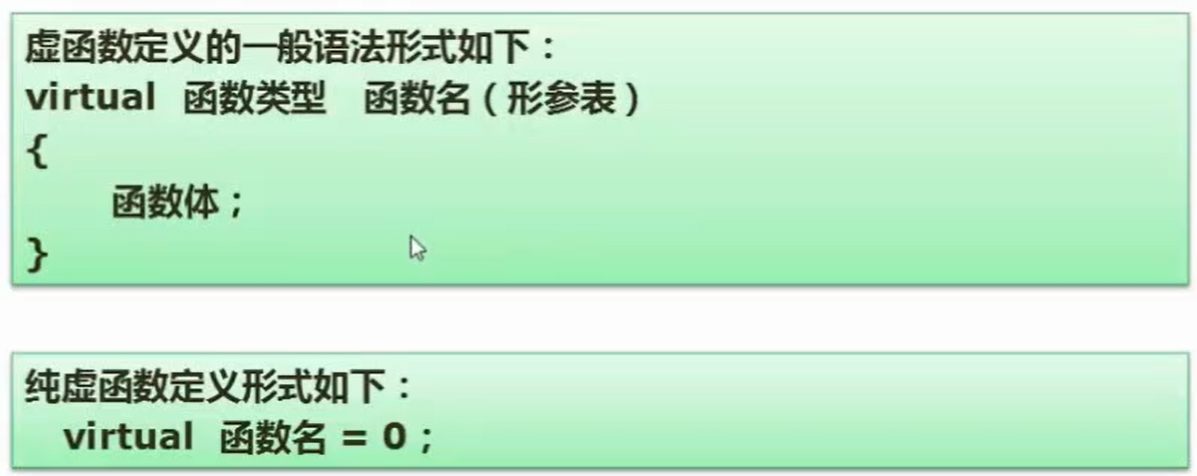 虚函数定义的一般语法形式如下：
virtual 函数类型 函数名（形参表）
{
函数体；
}
纯虚函数定义形式如下：
virtual 函数名 = 0；